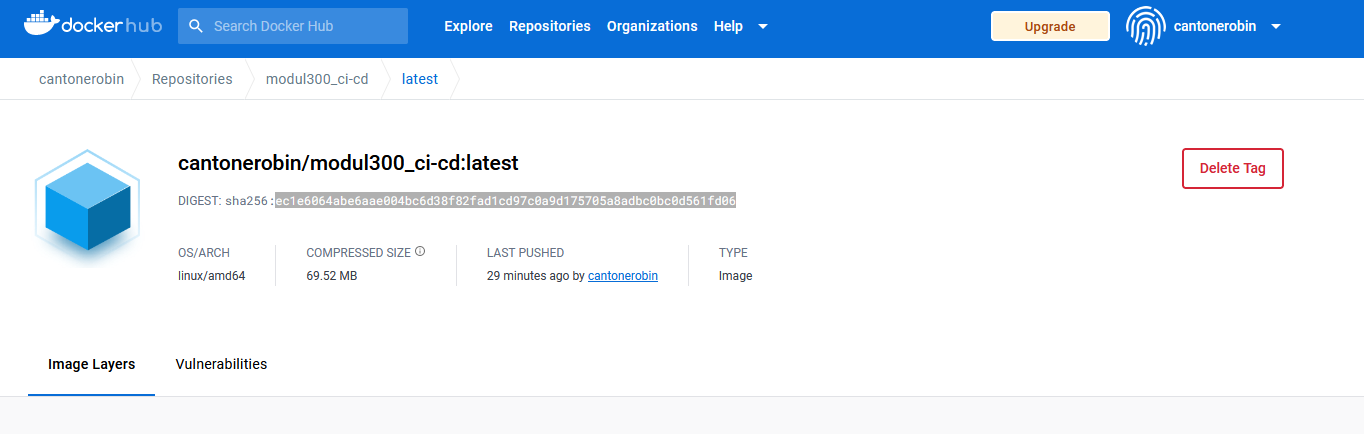 dockerhub Search Docker Hub Explore Repositories Organizations Help Upgrade cantonerobin
cantonerobin Repositories modul300_ci-cd latest
cantonerobin/modul300_ci-cd:latest
Delete Tag
DIGEST: sha256:ec1e6064abe6aae004bc6d38f82fad1cd97c0a9d175705a8adbc0bc0d561fd06
OS/ARCH COMPRESSED SIZE LAST PUSHED TYPE
linux/amd64 69.52 MB 29 minutes ago by cantonerobin Image
Image Layers Vulnerabilities